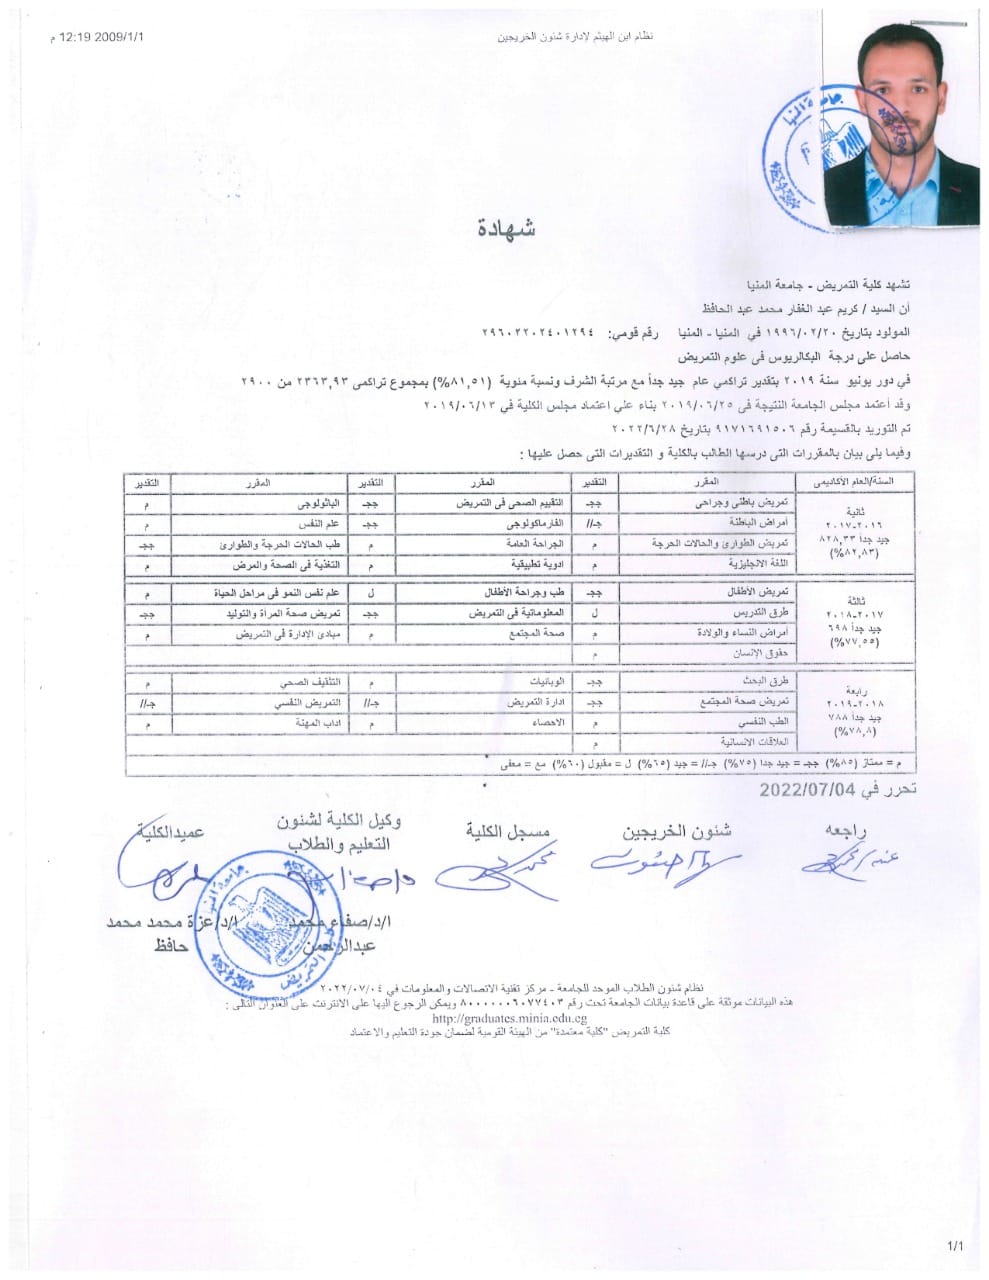 نظام ابن الهيثم لإدارة شئون الخريجين
12:19 2009/1/1 م
جامعة المنيا
شهادة
تشهد كلية التمريض - جامعة المنيا
أن السيد / كريم عبد الغفار محمد عبد الحافظ
المولود بتاريخ ١٩٩٦/٠٢/٢٠ في المنيا - المنيا رقم قومي: ٢٩٦٠٢٢٠٢٤٠١٢٩٤
حاصل على درجة البكالريوس فى علوم التمريض
في دور يونيو سنة ٢٠١٩ بتقدير تراكمي عام جيد جداً مع مرتبة الشرف ونسبة مئوية (٨١,٥١%) بمجموع تراكمى ٢٣٦٣,٩٣ من ٢٩٠٠
وقد أعتمد مجلس الجامعة النتيجة فى ٢٠١٩/٠٦/٢٥ بناء علي اعتماد مجلس الكلية في ٢٠١٩/٠٦/١٣
تم التوريد بالقسيمة رقم ٩١٧١٦٩١٥٠٦ بتاريخ ٢٠٢٢/٦/٢٨
وفيما يلى بيان بالمقررات التى درسها الطالب بالكلية و التقديرات التى حصل عليها :
السنة/العام الأكاديمى المقرر التقدير المقرر التقدير المقرر التقدير
ثانية
٢٠١٦-٢٠١٧
جيد جداً ٨٢٨,٣٣
(٨٢,٨٣%)
تمريض باطنى وجراحي جج التقييم الصحى فى التمريض جج الباثولوجى م
أمراض الباطنة ج// الفارماكولوجى جج علم النفس م
تمريض الطوارئ والحالات الحرجة م الجراحة العامة م طب الحالات الحرجة والطوارئ جج
اللغة الانجليزية م ادوية تطبيقية م التغذية فى الصحة والمرض م
ثالثة
٢٠١٧-٢٠١٨
جيد جداً ٦٩٨
(٧٧,٥٥%)
تمريض الأطفال جج طب وجراحة الأطفال ل علم نفس النمو فى مراحل الحياة م
طرق التدريس ل المعلوماتية فى التمريض جج تمريض صحة المرأة والتوليد جج
أمراض النساء والولادة م صحة المجتمع م مبادئ الإدارة فى التمريض م
حقوق الإنسان م
رابعة
٢٠١٨-٢٠١٩
جيد جداً ٧٨٨
(٧٨,٨%)
طرق البحث جج الوبائيات م التثقيف الصحي م
تمريض صحة المجتمع جج ادارة التمريض ج// التمريض النفسي ج//
الطب النفسي م الاحصاء م اداب المهنة م
العلاقات الانسانية م
م = ممتاز (٨٥%) جج = جيد جدا (٧٥%) ج// = جيد (٦٥%) ل = مقبول (٦٠%) مع = معفى
تحرر في 2022/07/04
راجعه شئون الخريجين مسجل الكلية وكيل الكلية لشئون التعليم والطلاب عميدالكلية
ا/د/صفاء محمد عبدالرحمن
ا/د/عزة محمد محمد حافظ
جامعة المنيا
نظام شئون الطلاب الموحد للجامعة - مركز تقنية الاتصالات والمعلومات في ٢٠٢٢/٠٧/٠٤
هذه البيانات موثقة على قاعدة بيانات الجامعة تحت رقم ٨٠٠٠٠٠٠٦٠٧٧٤٠٣ ويمكن الرجوع اليها على الانترنت على العنوان التالى :
http://graduates.minia.edu.eg
كلية التمريض "كلية معتمدة" من الهيئة القومية لضمان جودة التعليم والاعتماد
1/1